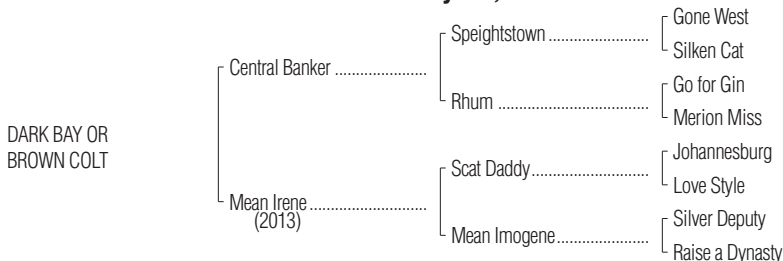 Gone West
Speightstown
Silken Cat
Central Banker
Go for Gin
Rhum
Merion Miss
DARK BAY OR
BROWN COLT
Johannesburg
Scat Daddy
Love Style
Mean Irene
(2013)
Silver Deputy
Mean Imogene
Raise a Dynasty